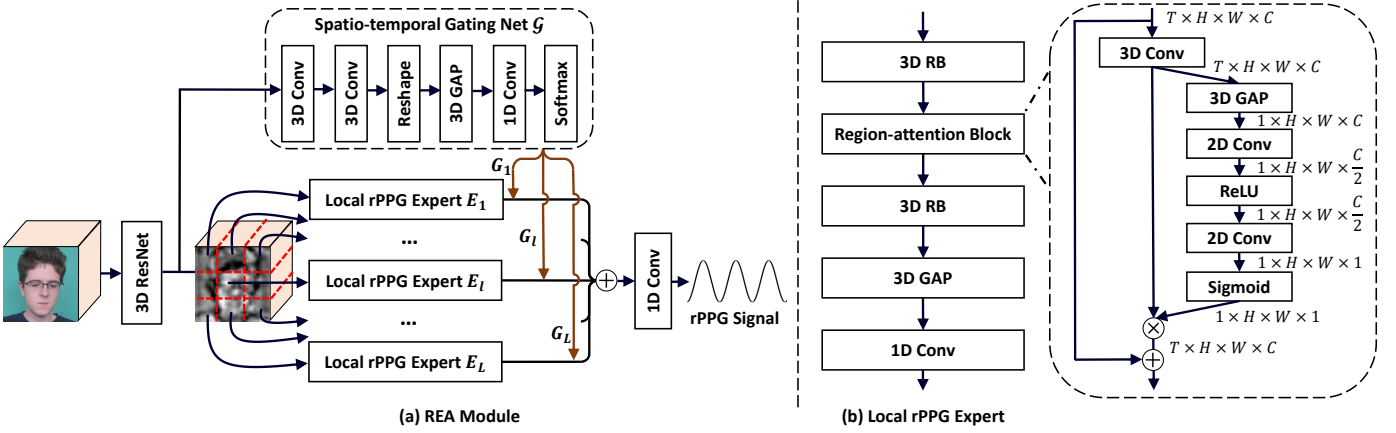 Spatio-temporal Gating Net 𝒢
3D Conv
3D Conv
Reshape
3D GAP
1D Conv
Softmax
G₁
Local rPPG Expert E₁
...
Gₗ
3D ResNet
Local rPPG Expert Eₗ
...
G_L
Local rPPG Expert E_L
1D Conv
rPPG Signal
(a) REA Module
3D RB
Region-attention Block
3D RB
3D GAP
1D Conv
(b) Local rPPG Expert
T × H × W × C
3D Conv
T × H × W × C
3D GAP
1 × H × W × C
2D Conv
1 × H × W × C/2
ReLU
1 × H × W × C/2
2D Conv
1 × H × W × 1
Sigmoid
1 × H × W × 1
T × H × W × C